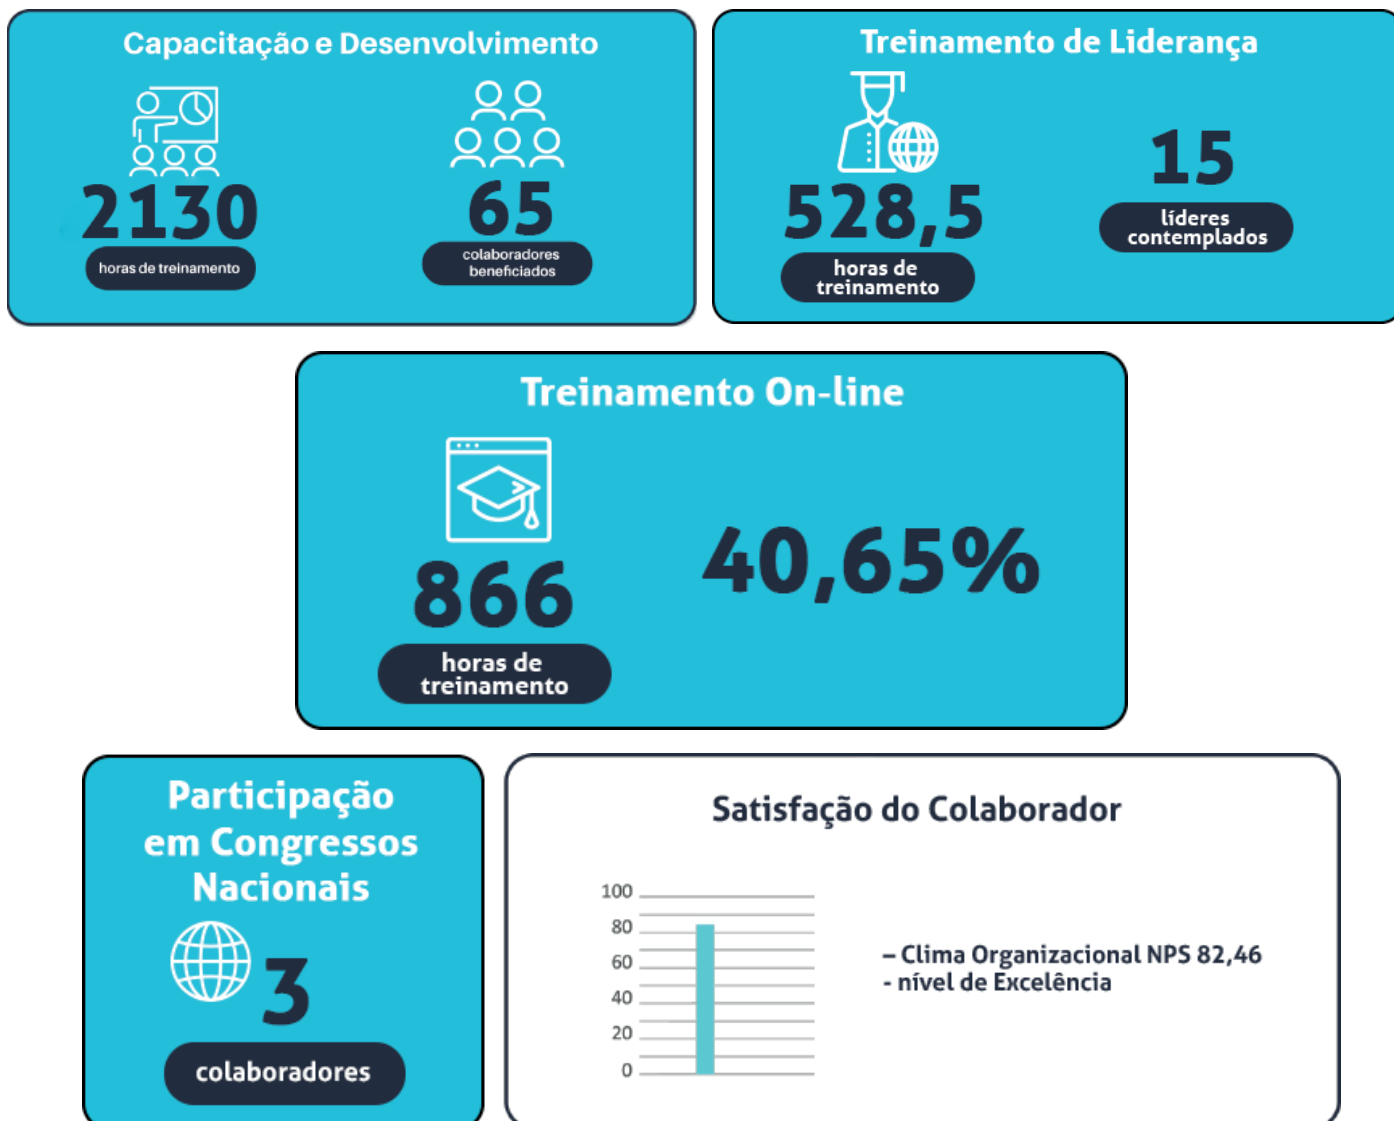 Capacitação e Desenvolvimento
2130
horas de treinamento
65
colaboradores
beneficiados
Treinamento de Liderança
528,5
horas de
treinamento
15
líderes
contemplados
Treinamento On-line
866
horas de
treinamento
40,65%
Participação
em Congressos
Nacionais
3
colaboradores
Satisfação do Colaborador
100
80
60
40
20
0
– Clima Organizacional NPS 82,46
- nível de Excelência